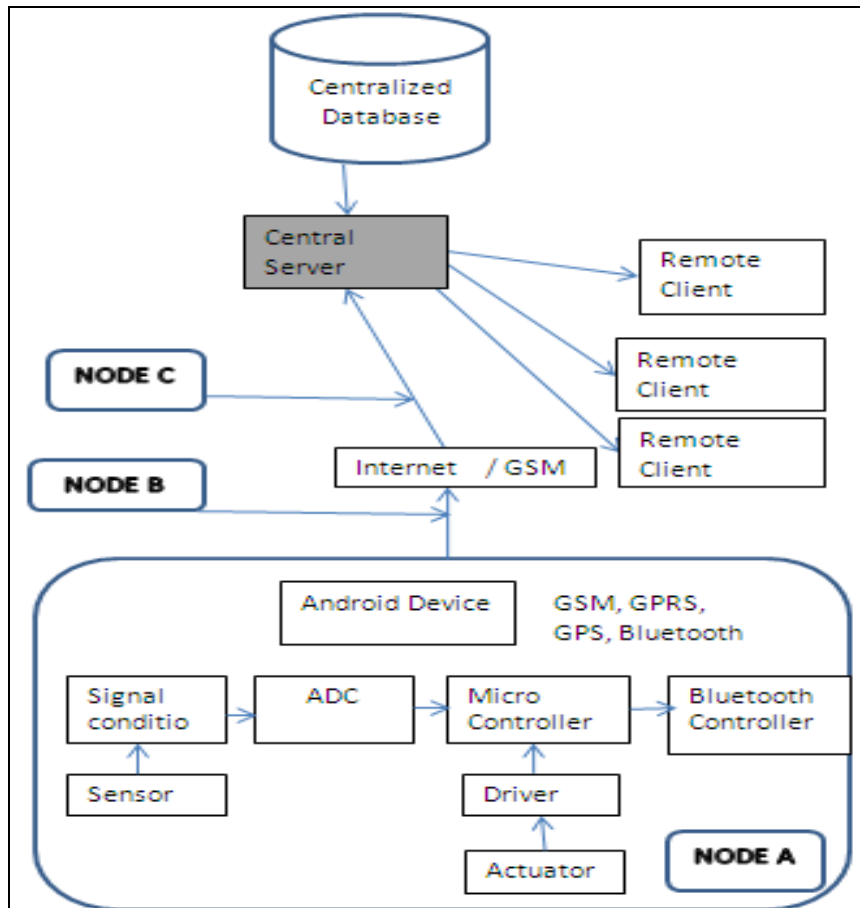 Centralized
Database
Central
Server
Remote
Client
Remote
Client
Remote
Client
NODE C
Internet / GSM
NODE B
Android Device
GSM, GPRS,
GPS, Bluetooth
Signal
conditio
ADC
Micro
Controller
Bluetooth
Controller
Sensor
Driver
Actuator
NODE A